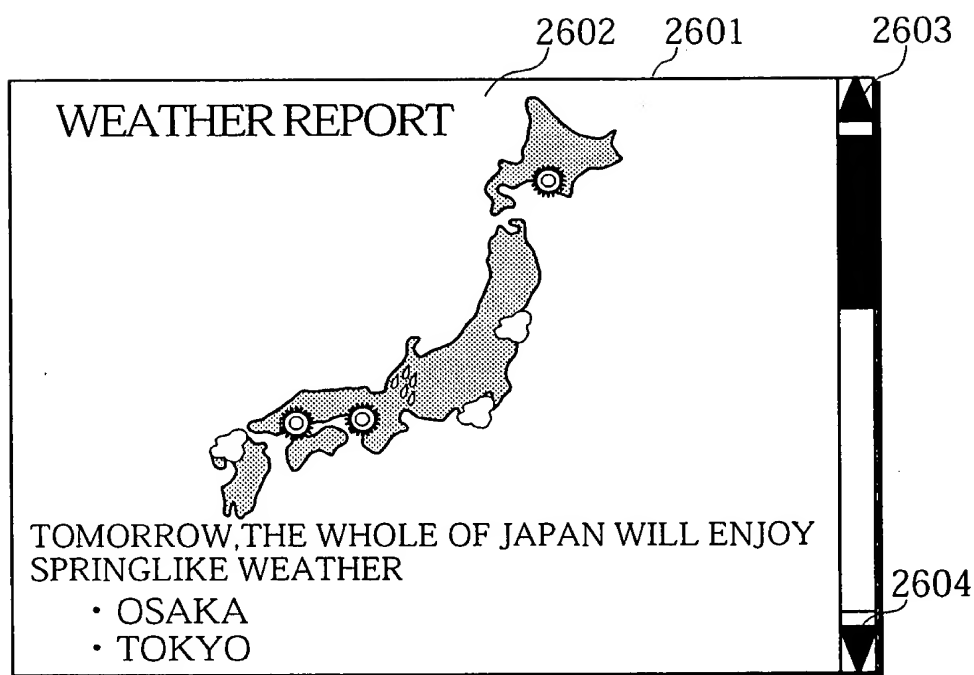 2602 2601 2603
WEATHER REPORT
TOMORROW,THE WHOLE OF JAPAN WILL ENJOY
SPRINGLIKE WEATHER
2604
・OSAKA
・TOKYO